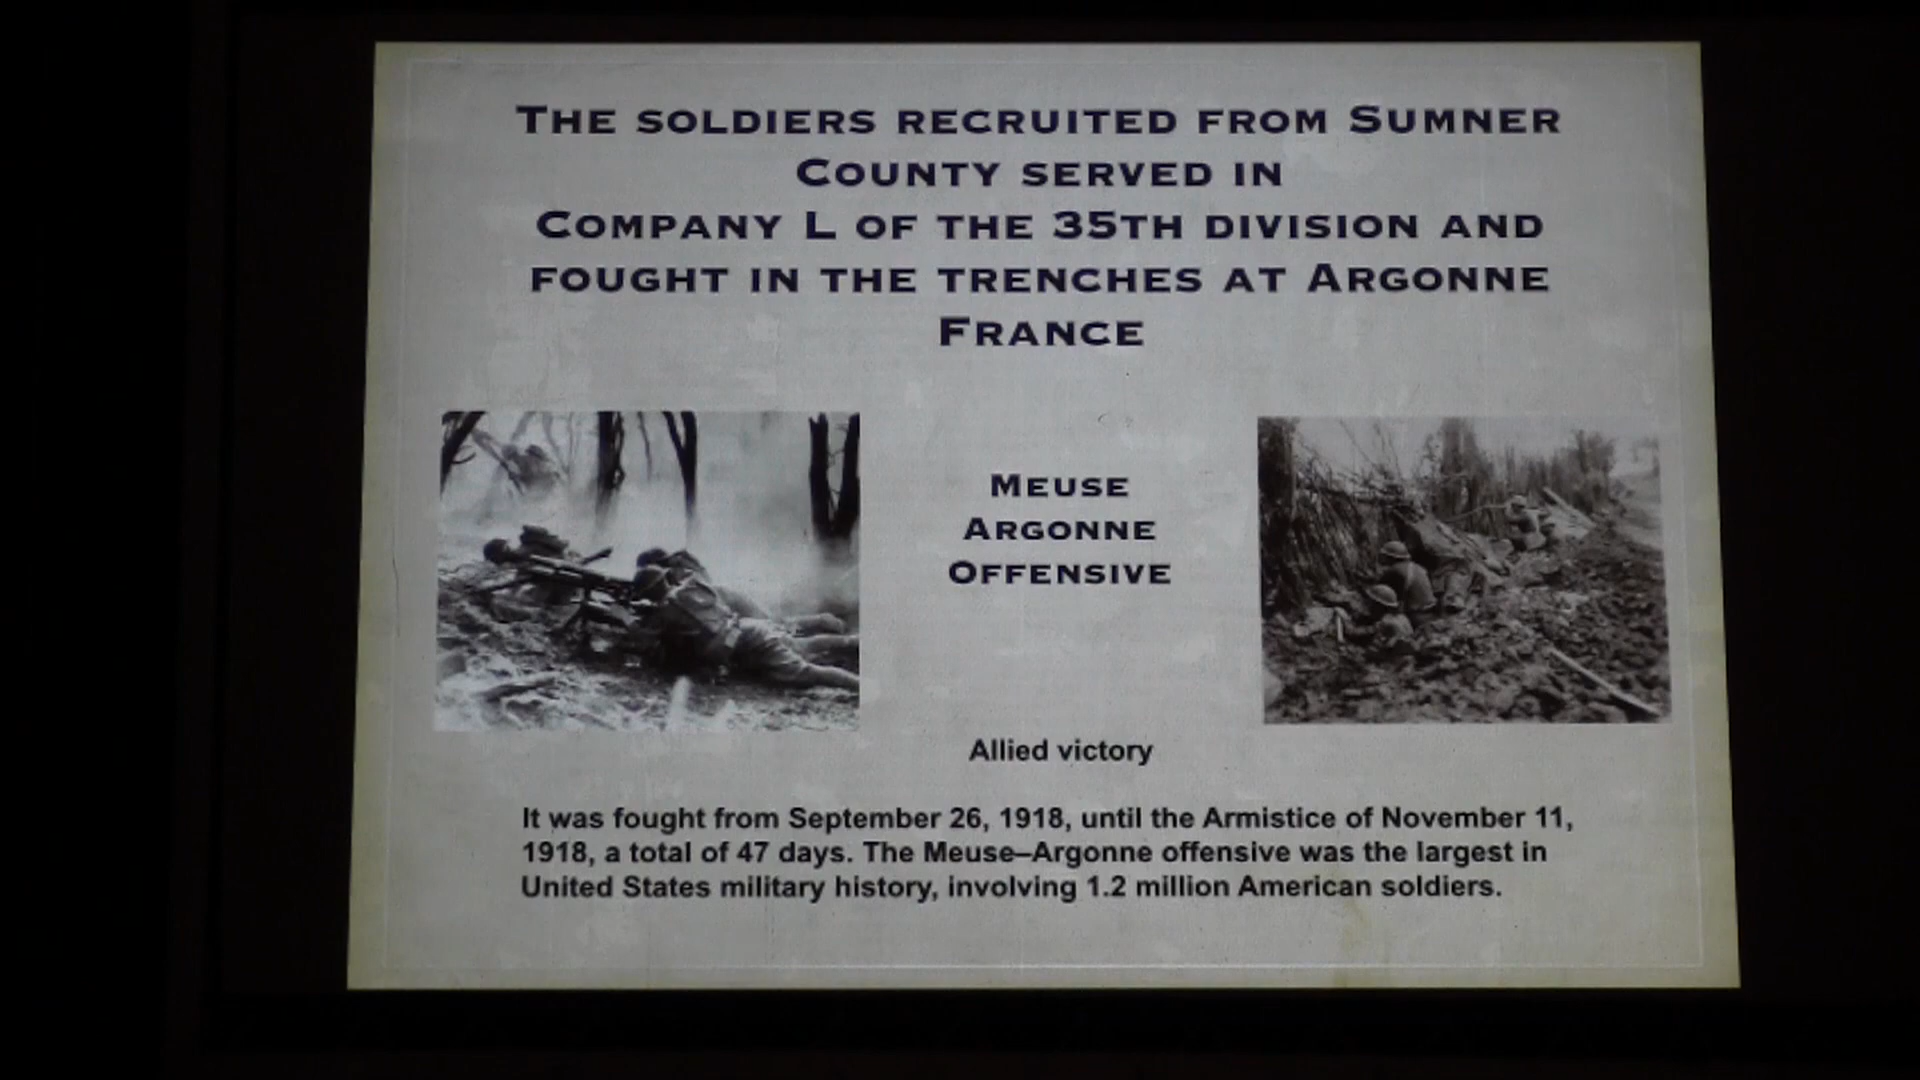 The soldiers recruited from Sumner
County served in
Company L of the 35th division and
fought in the trenches at Argonne
France
Meuse
Argonne
Offensive
Allied victory
It was fought from September 26, 1918, until the Armistice of November 11,
1918, a total of 47 days. The Meuse–Argonne offensive was the largest in
United States military history, involving 1.2 million American soldiers.